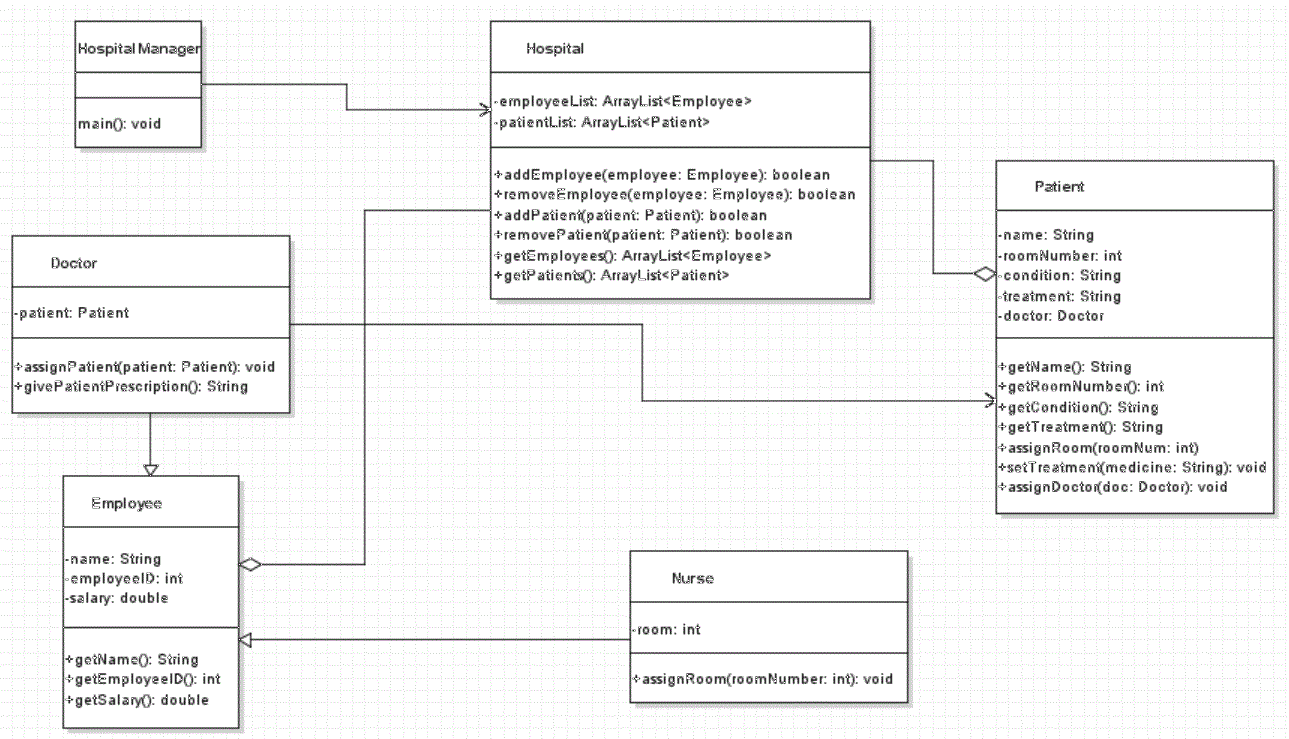 Hospital Manager
main(): void
Hospital
-employeeList: ArrayList<Employee>
-patientList: ArrayList<Patient>
+addEmployee(employee: Employee): boolean
+removeEmployee(employee: Employee): boolean
+addPatient(patient: Patient): boolean
+removePatient(patient: Patient): boolean
+getEmployees(): ArrayList<Employee>
+getPatients(): ArrayList<Patient>
Patient
-name: String
-roomNumber: int
-condition: String
-treatment: String
-doctor: Doctor
+getName(): String
+getRoomNumber(): int
+getCondition(): String
+getTreatment(): String
+assignRoom(roomNum: int)
+setTreatment(medicine: String): void
+assignDoctor(doc: Doctor): void
Doctor
-patient: Patient
+assignPatient(patient: Patient): void
+givePatientPrescription(): String
Employee
-name: String
-employeeID: int
-salary: double
+getName(): String
+getEmployeeID(): int
+getSalary(): double
Nurse
-room: int
+assignRoom(roomNumber: int): void